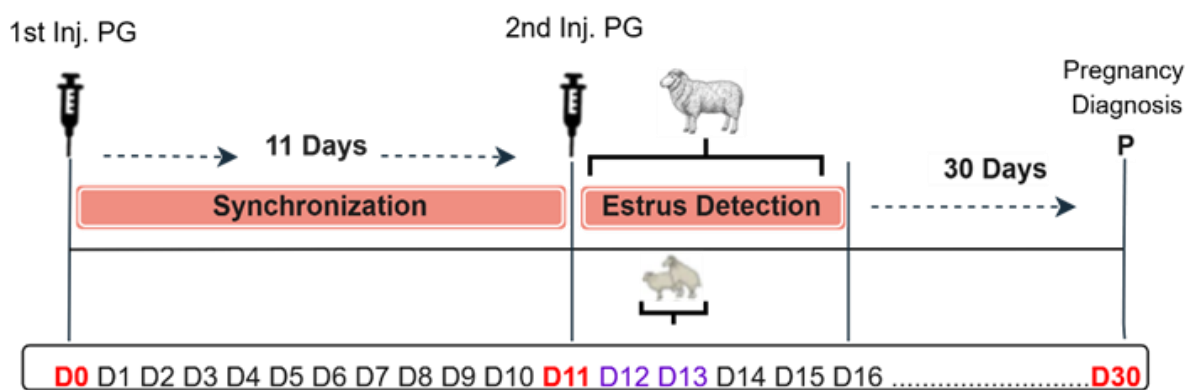 1st Inj. PG
2nd Inj. PG
Pregnancy
Diagnosis
P
11 Days
30 Days
Synchronization
Estrus Detection
D0 D1 D2 D3 D4 D5 D6 D7 D8 D9 D10 D11 D12 D13 D14 D15 D16 ............................D30